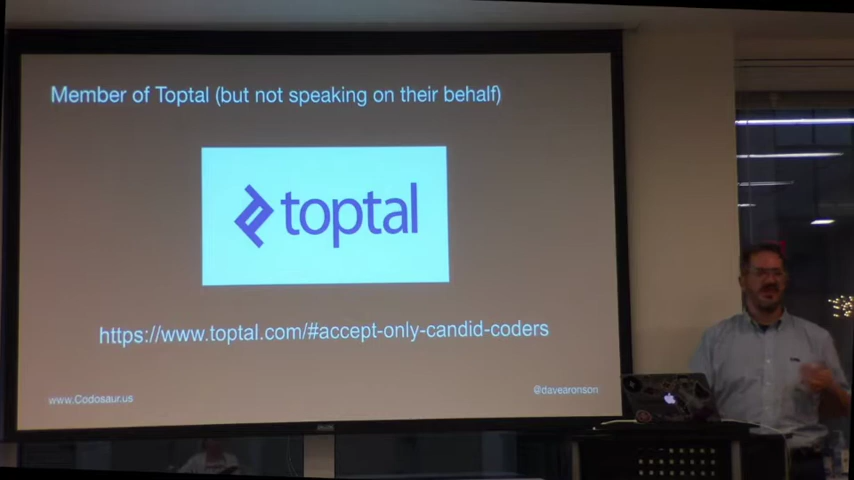 Member of Toptal (but not speaking on their behalf)
toptal
https://www.toptal.com/#accept-only-candid-coders
www.Codosaur.us
@davearonson